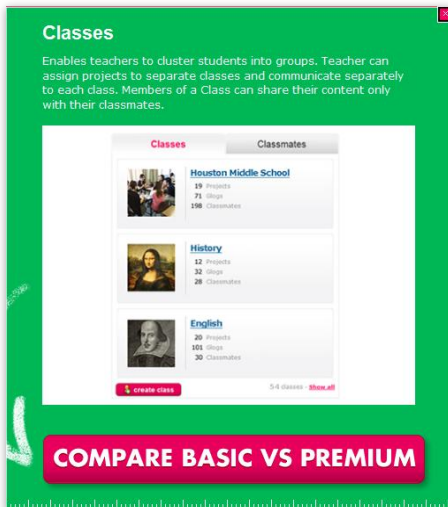 Classes
Enables teachers to cluster students into groups. Teacher can
assign projects to separate classes and communicate separately
to each class. Members of a Class can share their content only
with their classmates.
Classes Classmates
Houston Middle School
19 Projects
71 Glogs
198 Classmates
History
12 Projects
32 Glogs
28 Classmates
English
20 Projects
101 Glogs
30 Classmates
create class 54 classes - Show all
COMPARE BASIC VS PREMIUM